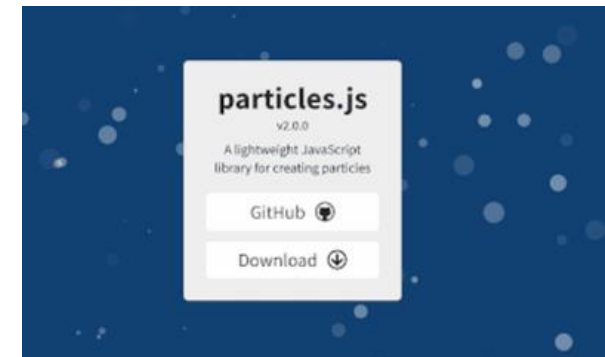 particles.js
v2.0.0
A lightweight JavaScript
library for creating particles
GitHub
Download